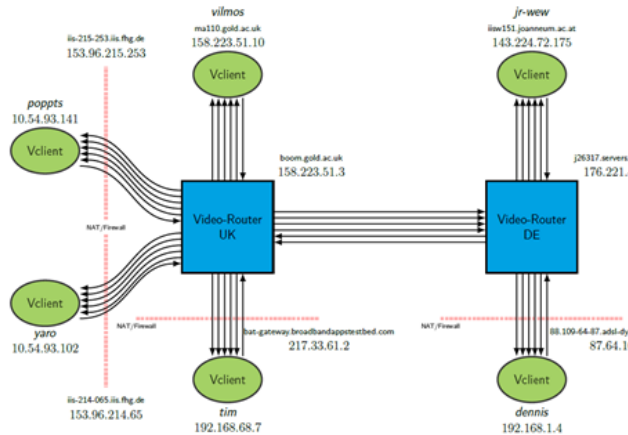 vilmos
ma110.gold.ac.uk
158.223.51.10
Vclient
jr-wew
iisw151.joanneum.ac.at
143.224.72.175
Vclient
iis-215-253.iis.fhg.de
153.96.215.253
poppts
10.54.93.141
Vclient
boom.gold.ac.uk
158.223.51.3
j26317.servers
176.221.
Video-Router
UK
Video-Router
DE
NAT/Firewall
Vclient
yaro
10.54.93.102
NAT/Firewall
bat-gateway.broadbandappstestbed.com
217.33.61.2
NAT/Firewall
88.109-64-87.adsl-dy
87.64.1
iis-214-065.iis.fhg.de
153.96.214.65
Vclient
tim
192.168.68.7
Vclient
dennis
192.168.1.4